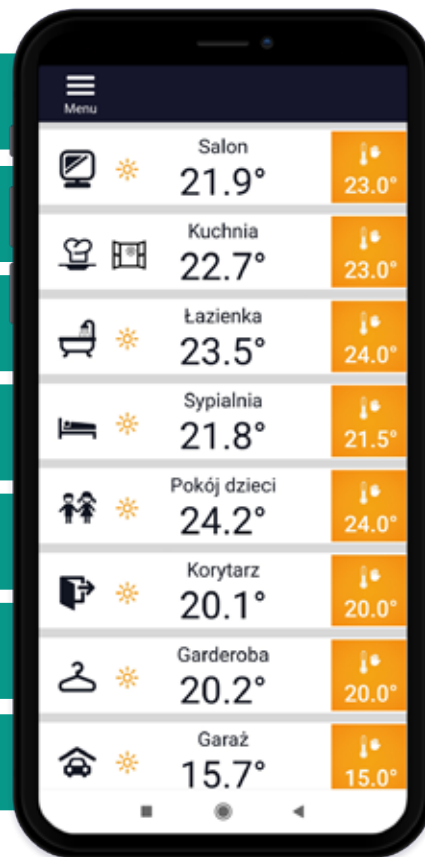 Menu
Salon
21.9°
23.0°
Kuchnia
22.7°
23.0°
Łazienka
23.5°
24.0°
Sypialnia
21.8°
21.5°
Pokój dzieci
24.2°
24.0°
Korytarz
20.1°
20.0°
Garderoba
20.2°
20.0°
Garaż
15.7°
15.0°